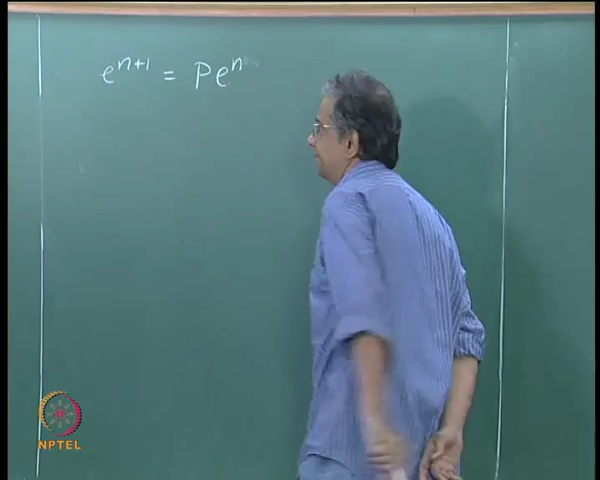 e^{n+1} = Pe^n
NPTEL